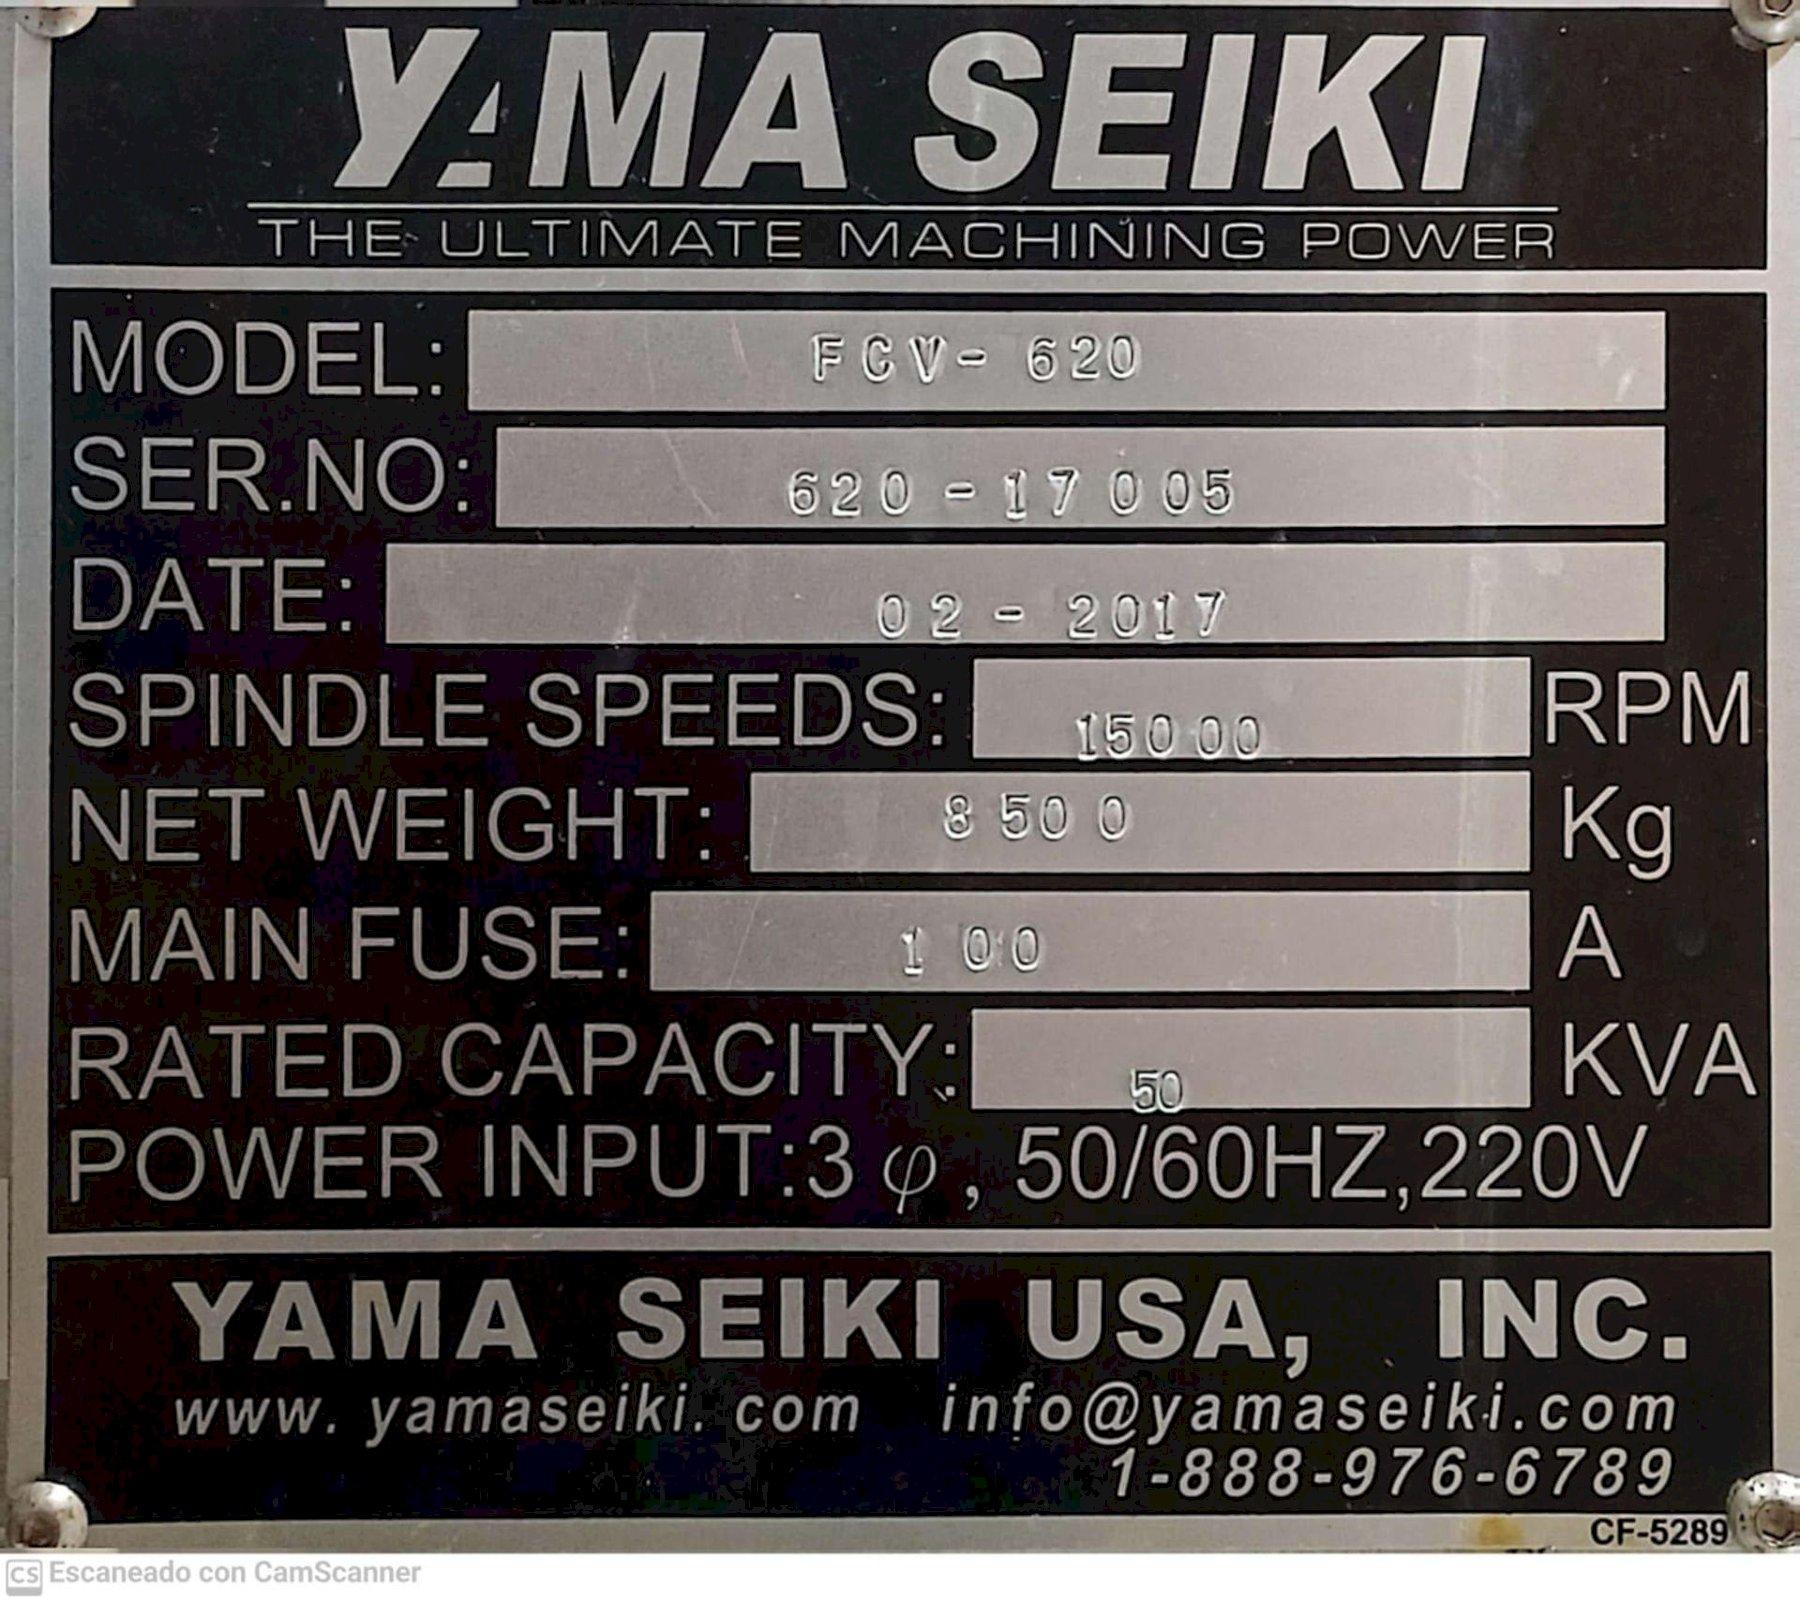 YAMA SEIKI
THE ULTIMATE MACHINING POWER
MODEL: FCV-620
SER.NO: 620-17005
DATE: 02-2017
SPINDLE SPEEDS: 15000 RPM
NET WEIGHT: 8500 Kg
MAIN FUSE: 100 A
RATED CAPACITY: 50 KVA
POWER INPUT:3 φ, 50/60HZ,220V
YAMA SEIKI USA, INC.
www.yamaseiki.com info@yamaseiki.com
1-888-976-6789
CF-5289
CS Escaneado con CamScanner